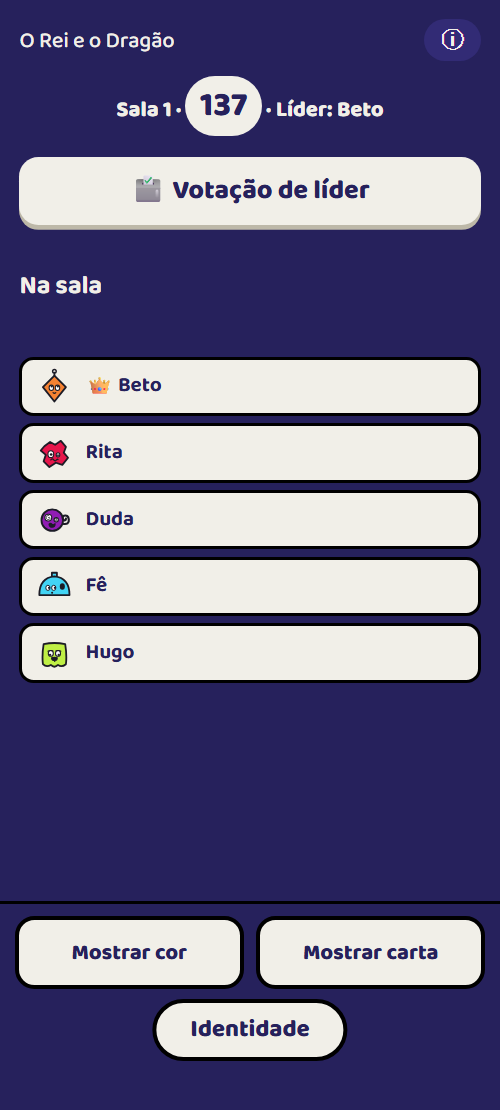 O Rei e o Dragão
Sala 1 · 137 · Líder: Beto
Votação de líder
Na sala
Beto
Rita
Duda
Fê
Hugo
Mostrar cor
Mostrar carta
Identidade